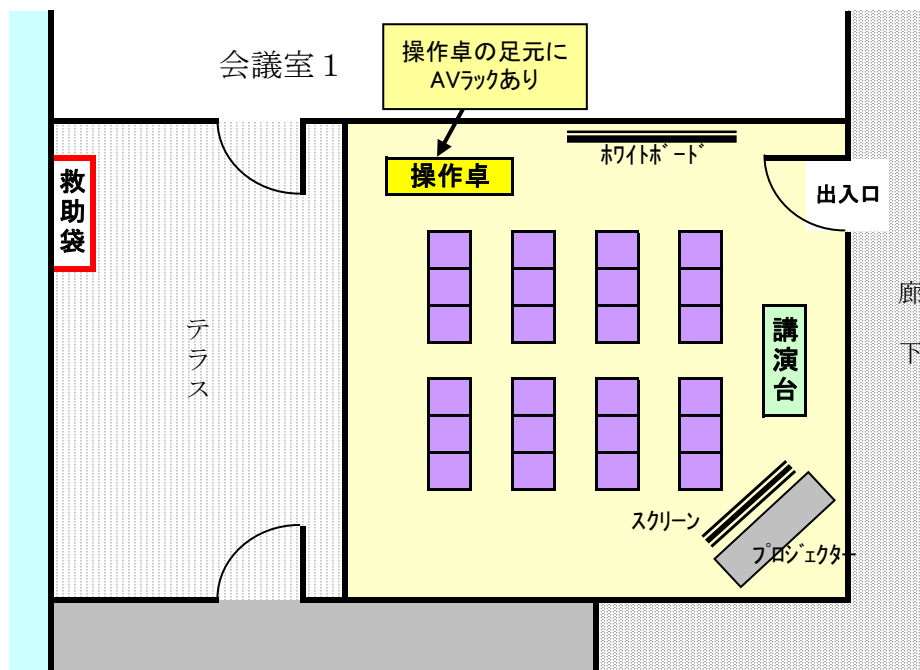 会議室１
操作卓の足元に
AVﾗｯｸあり
操作卓
ﾎﾜｲﾄﾎﾞｰﾄﾞ
出入口
救助袋
テラス
廊下
講演台
ｽｸﾘｰﾝ
ﾌﾟﾛｼﾞｪｸﾀｰ